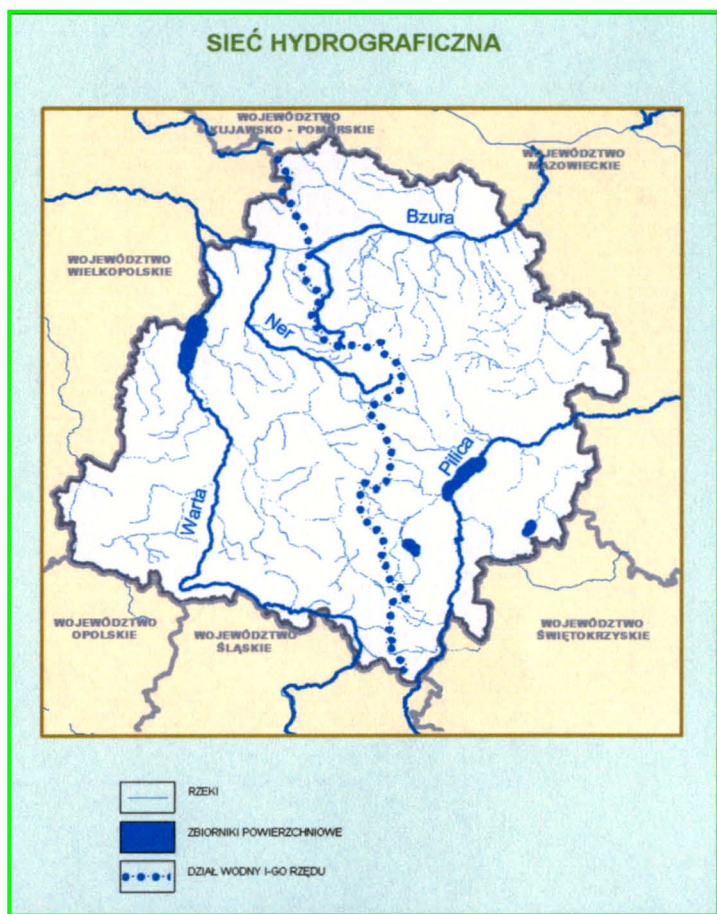 SIEĆ HYDROGRAFICZNA
WOJEWÓDZTWO
KUJAWSKO - POMORSKIE
WOJEWÓDZTWO
MAZOWIECKIE
Bzura
WOJEWÓDZTWO
WIELKOPOLSKIE
Ner
Pilica
Warta
WOJEWÓDZTWO
OPOLSKIE
WOJEWÓDZTWO
ŚLĄSKIE
WOJEWÓDZTWO
ŚWIĘTOKRZYSKIE
RZEKI
ZBIORNIKI POWIERZCHNIOWE
DZIAŁ WODNY I-GO RZĘDU